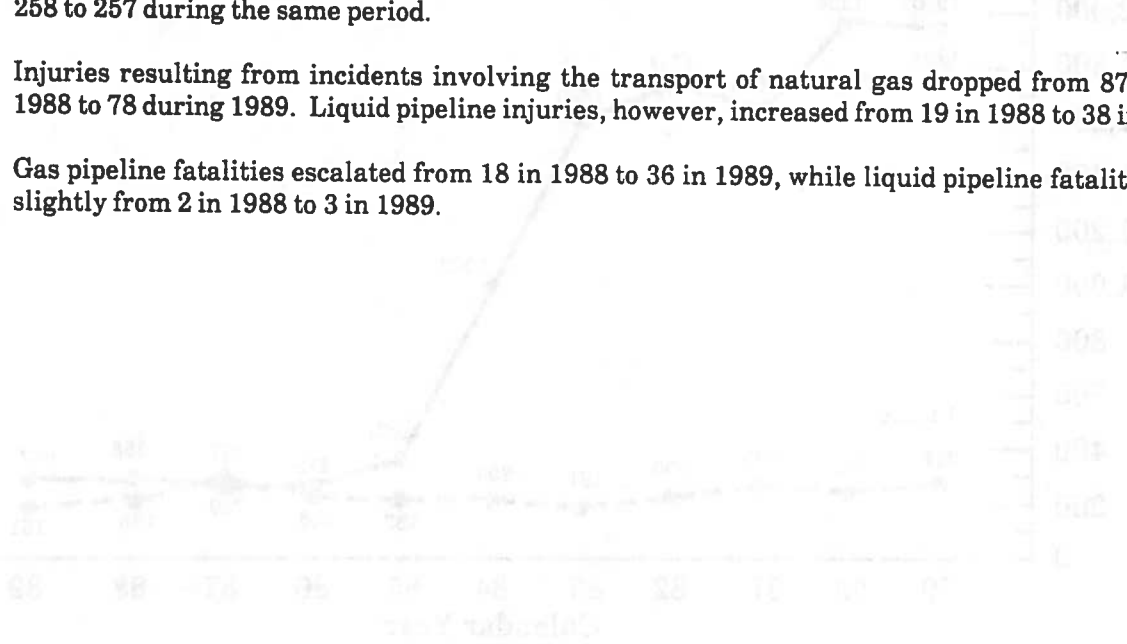 258 to 257 during the same period.
Injuries resulting from incidents involving the transport of natural gas dropped from 87
1988 to 78 during 1989. Liquid pipeline injuries, however, increased from 19 in 1988 to 38 i
Gas pipeline fatalities escalated from 18 in 1988 to 36 in 1989, while liquid pipeline fatalit
slightly from 2 in 1988 to 3 in 1989.